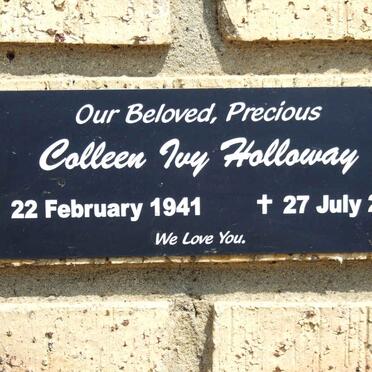 Our Beloved, Precious
Colleen Ivy Holloway
22 February 1941 ✝ 27 July 2
We Love You.